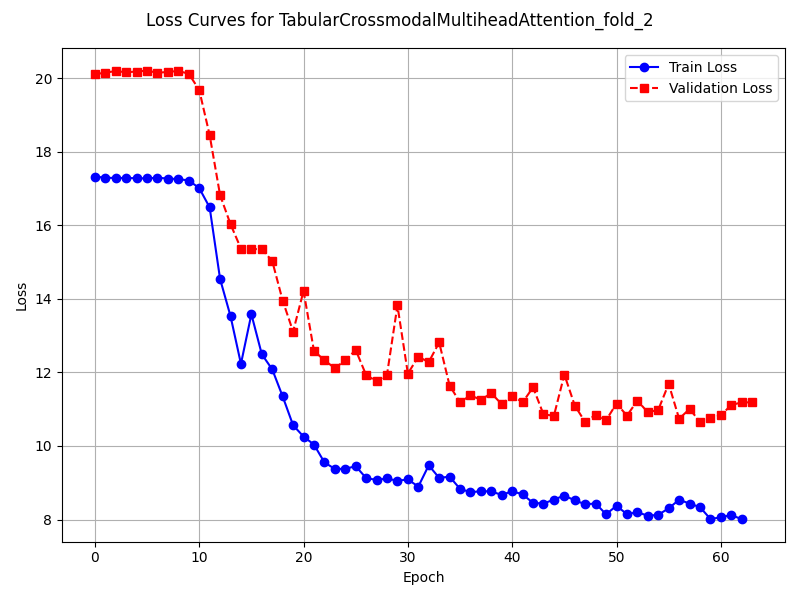 Loss Curves for TabularCrossmodalMultiheadAttention_fold_2
Train Loss
Validation Loss
20
18
16
14
12
10
8
Loss
0
10
20
30
40
50
60
Epoch